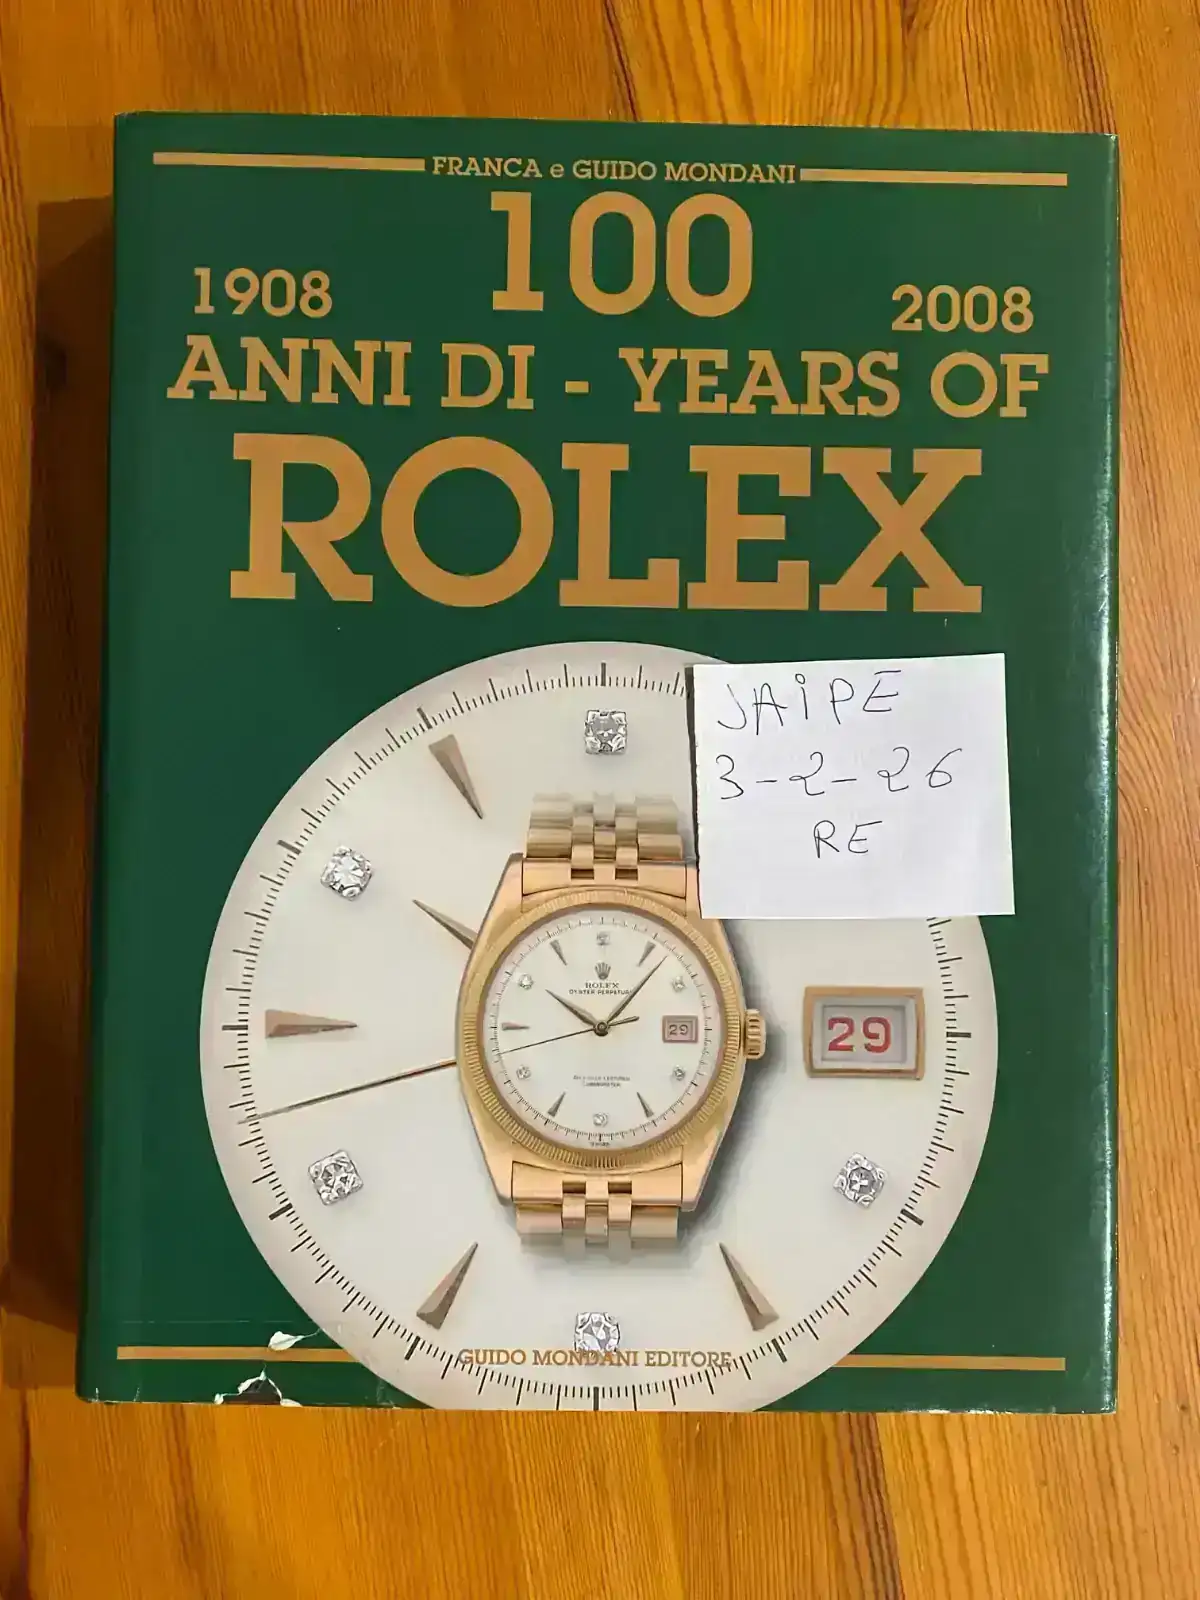 FRANCA e GUIDO MONDANI
100
1908
2008
ANNI DI - YEARS OF
ROLEX
JAiPE
3-2-26
RE
ROLEX
OYSTER PERPETUAL
29
29
GUIDO MONDANI EDITORE